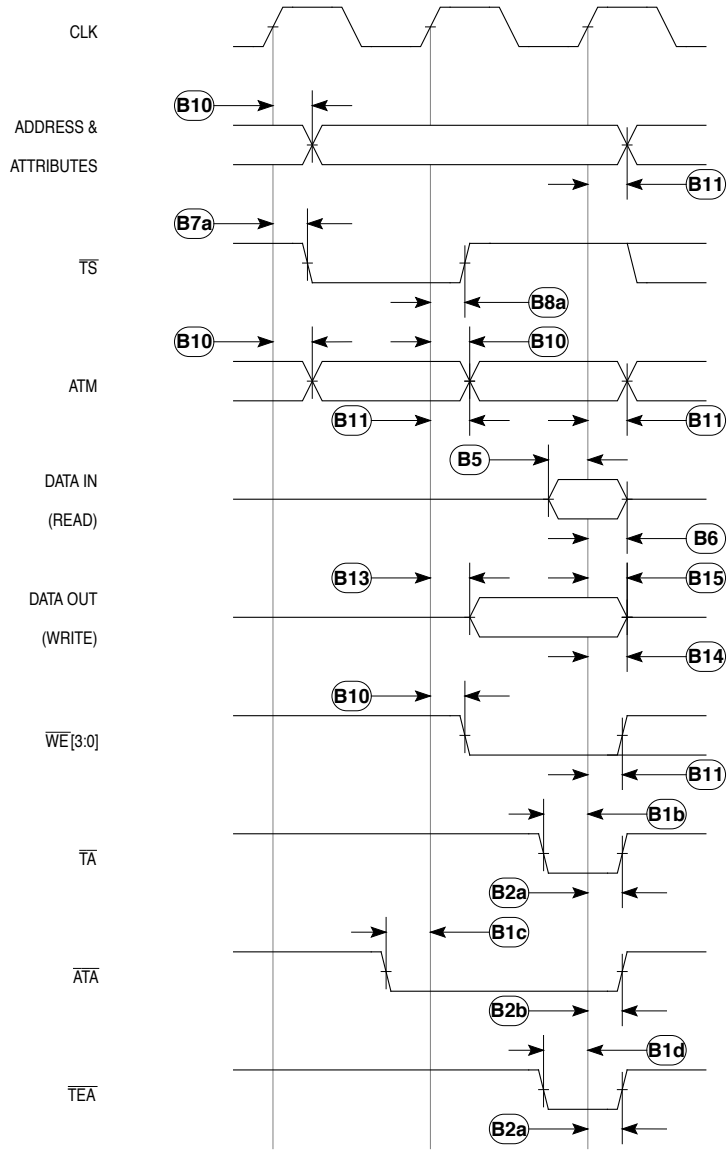 CLK
B10
ADDRESS &
ATTRIBUTES
B11
B7a
TS
B8a
B10
B10
ATM
B11
B11
B5
DATA IN
(READ)
B6
B13
B15
DATA OUT
(WRITE)
B14
B10
WE[3:0]
B11
B1b
TA
B2a
B1c
ATA
B2b
B1d
TEA
B2a